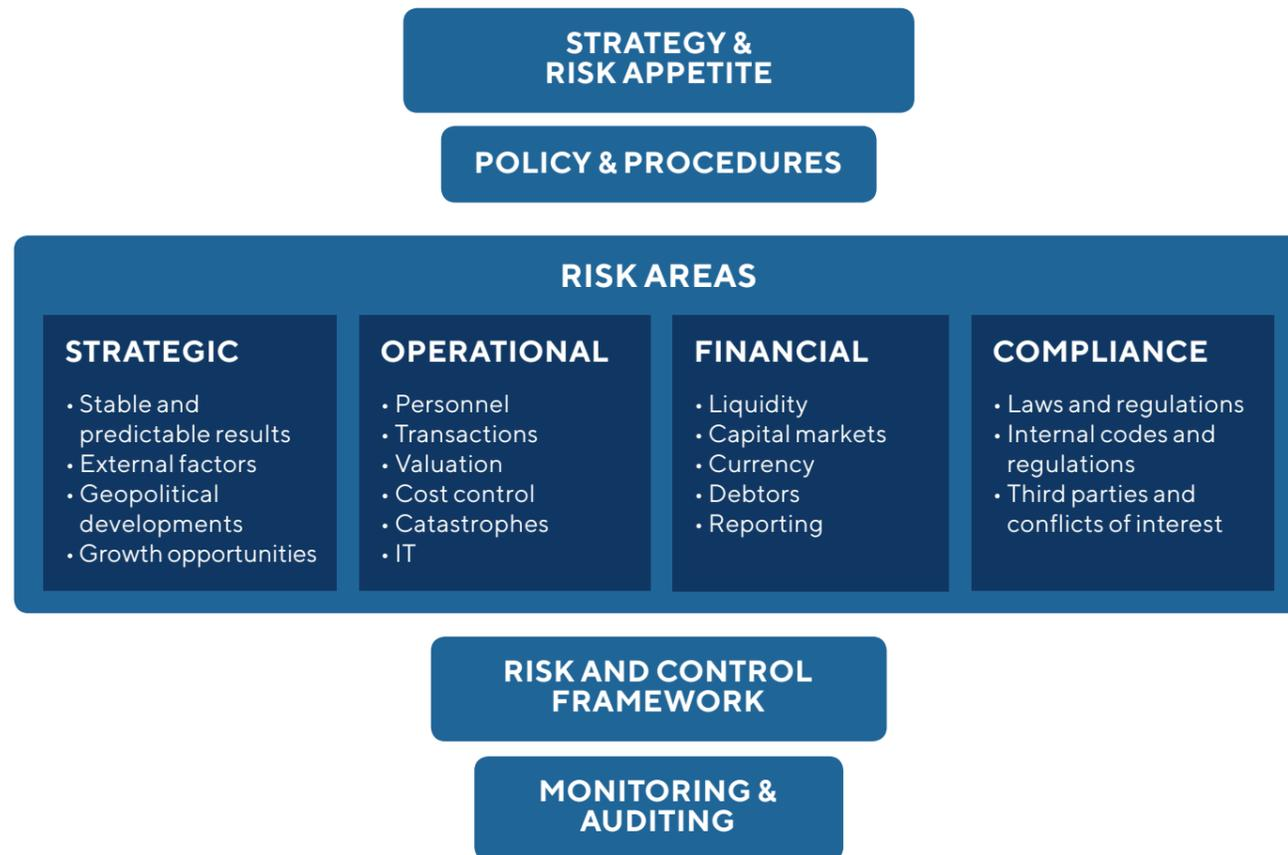 STRATEGY &
RISK APPETITE
POLICY & PROCEDURES
RISK AREAS
STRATEGIC
• Stable and
predictable results
• External factors
• Geopolitical
developments
• Growth opportunities
OPERATIONAL
• Personnel
• Transactions
• Valuation
• Cost control
• Catastrophes
• IT
FINANCIAL
• Liquidity
• Capital markets
• Currency
• Debtors
• Reporting
COMPLIANCE
• Laws and regulations
• Internal codes and
regulations
• Third parties and
conflicts of interest
RISK AND CONTROL
FRAMEWORK
MONITORING &
AUDITING